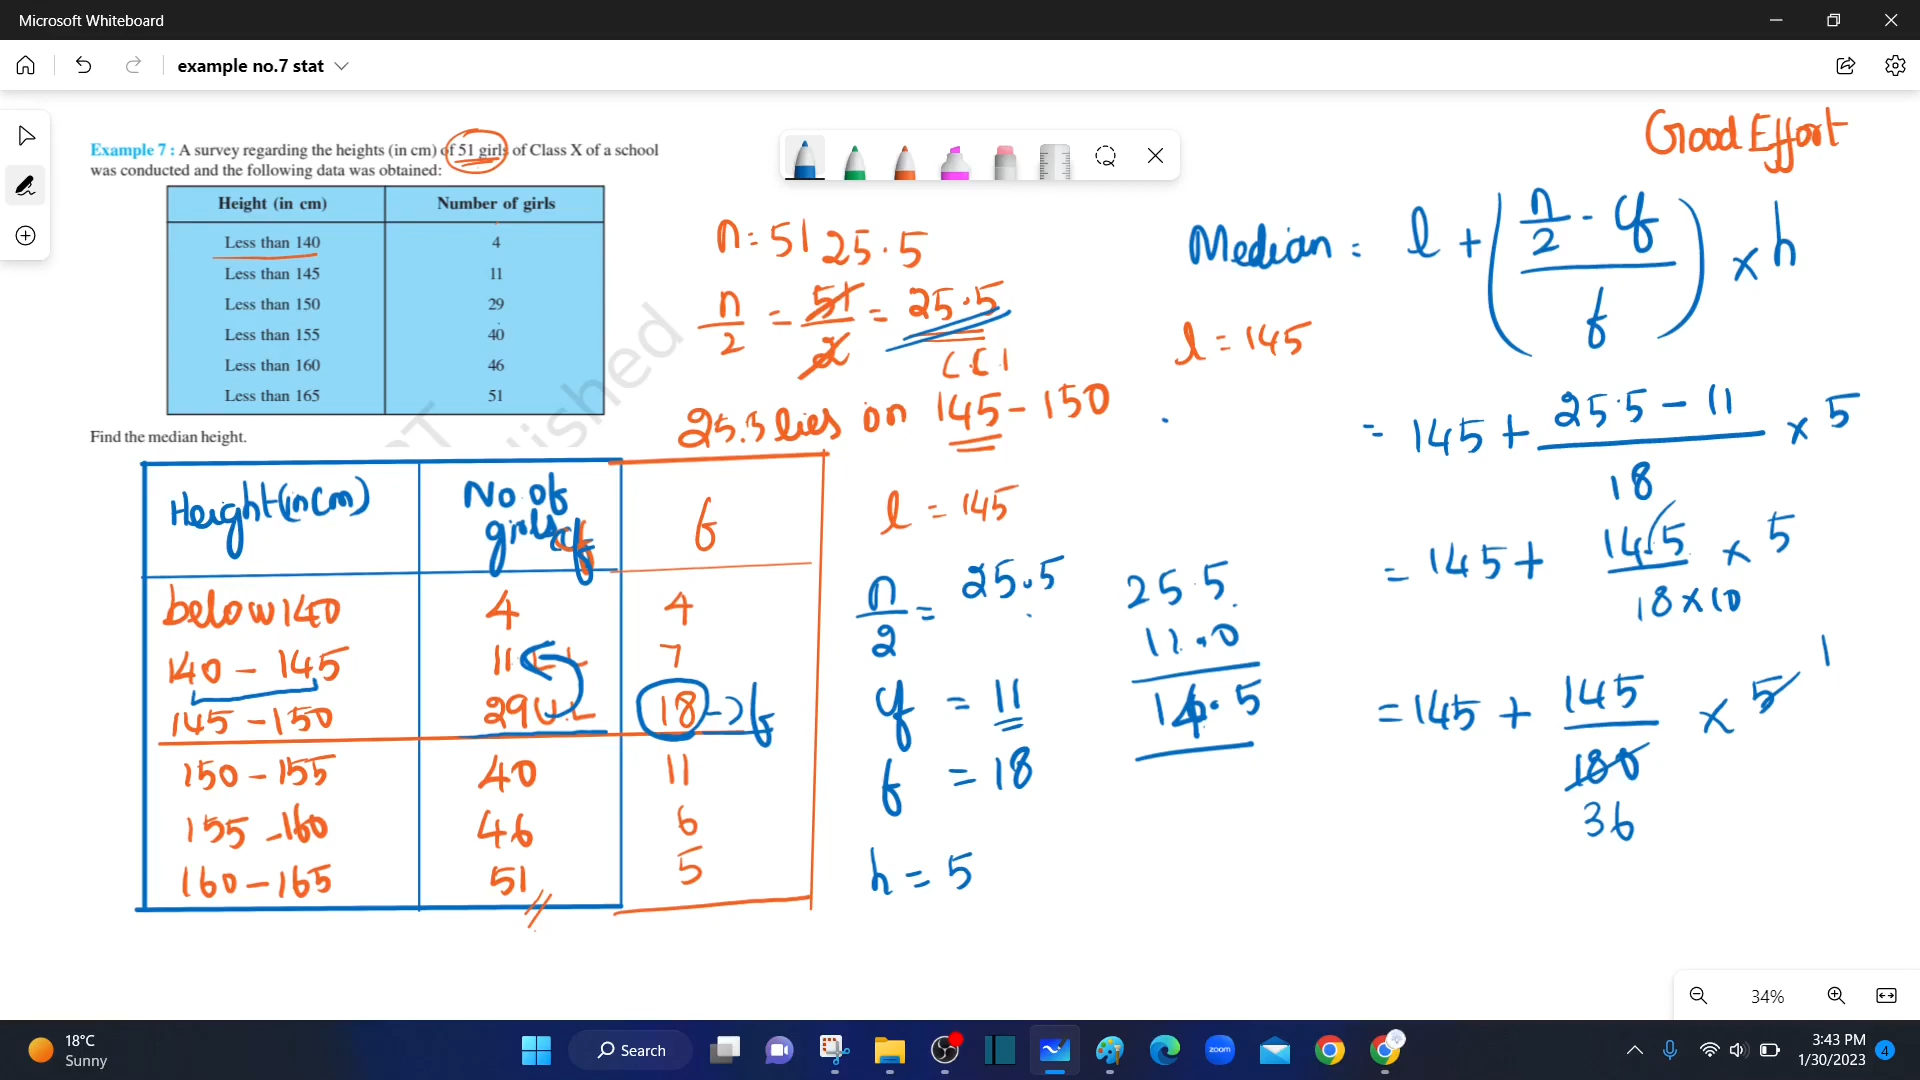 Microsoft Whiteboard
example no.7 stat
Good Effort
Example 7 : A survey regarding the heights (in cm) of 51 girls of Class X of a school
was conducted and the following data was obtained:
Height (in cm) Number of girls
Less than 140 4
Less than 145 11
Less than 150 29
Less than 155 40
Less than 160 46
Less than 165 51
Find the median height.
Height (in cm) No of girls cf f
below 140 4 4
140 - 145 11 7
145 - 150 29 18 -> f
150 - 155 40 11
155 - 160 46 6
160 - 165 51 5
n = 51 25.5
n/2 = 51/2 = 25.5
25.5 lies on 145 - 150
l = 145
n/2 = 25.5
cf = 11
f = 18
h = 5
25.5
11.0
14.5
Median = l + ( (n/2 - cf) / f ) × h
l = 145
= 145 + (25.5 - 11) / 18 × 5
= 145 + 14.5 / 18×10 × 5
= 145 + 145 / 180 × 5 1
36
34%
18°C
Sunny
Search
zoom
3:43 PM
1/30/2023
4